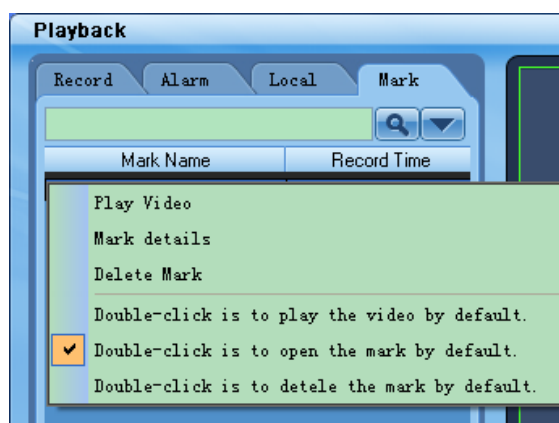 Playback
Record Alarm Local Mark
Mark Name Record Time
Play Video
Mark details
Delete Mark
Double-click is to play the video by default.
Double-click is to open the mark by default.
Double-click is to detele the mark by default.